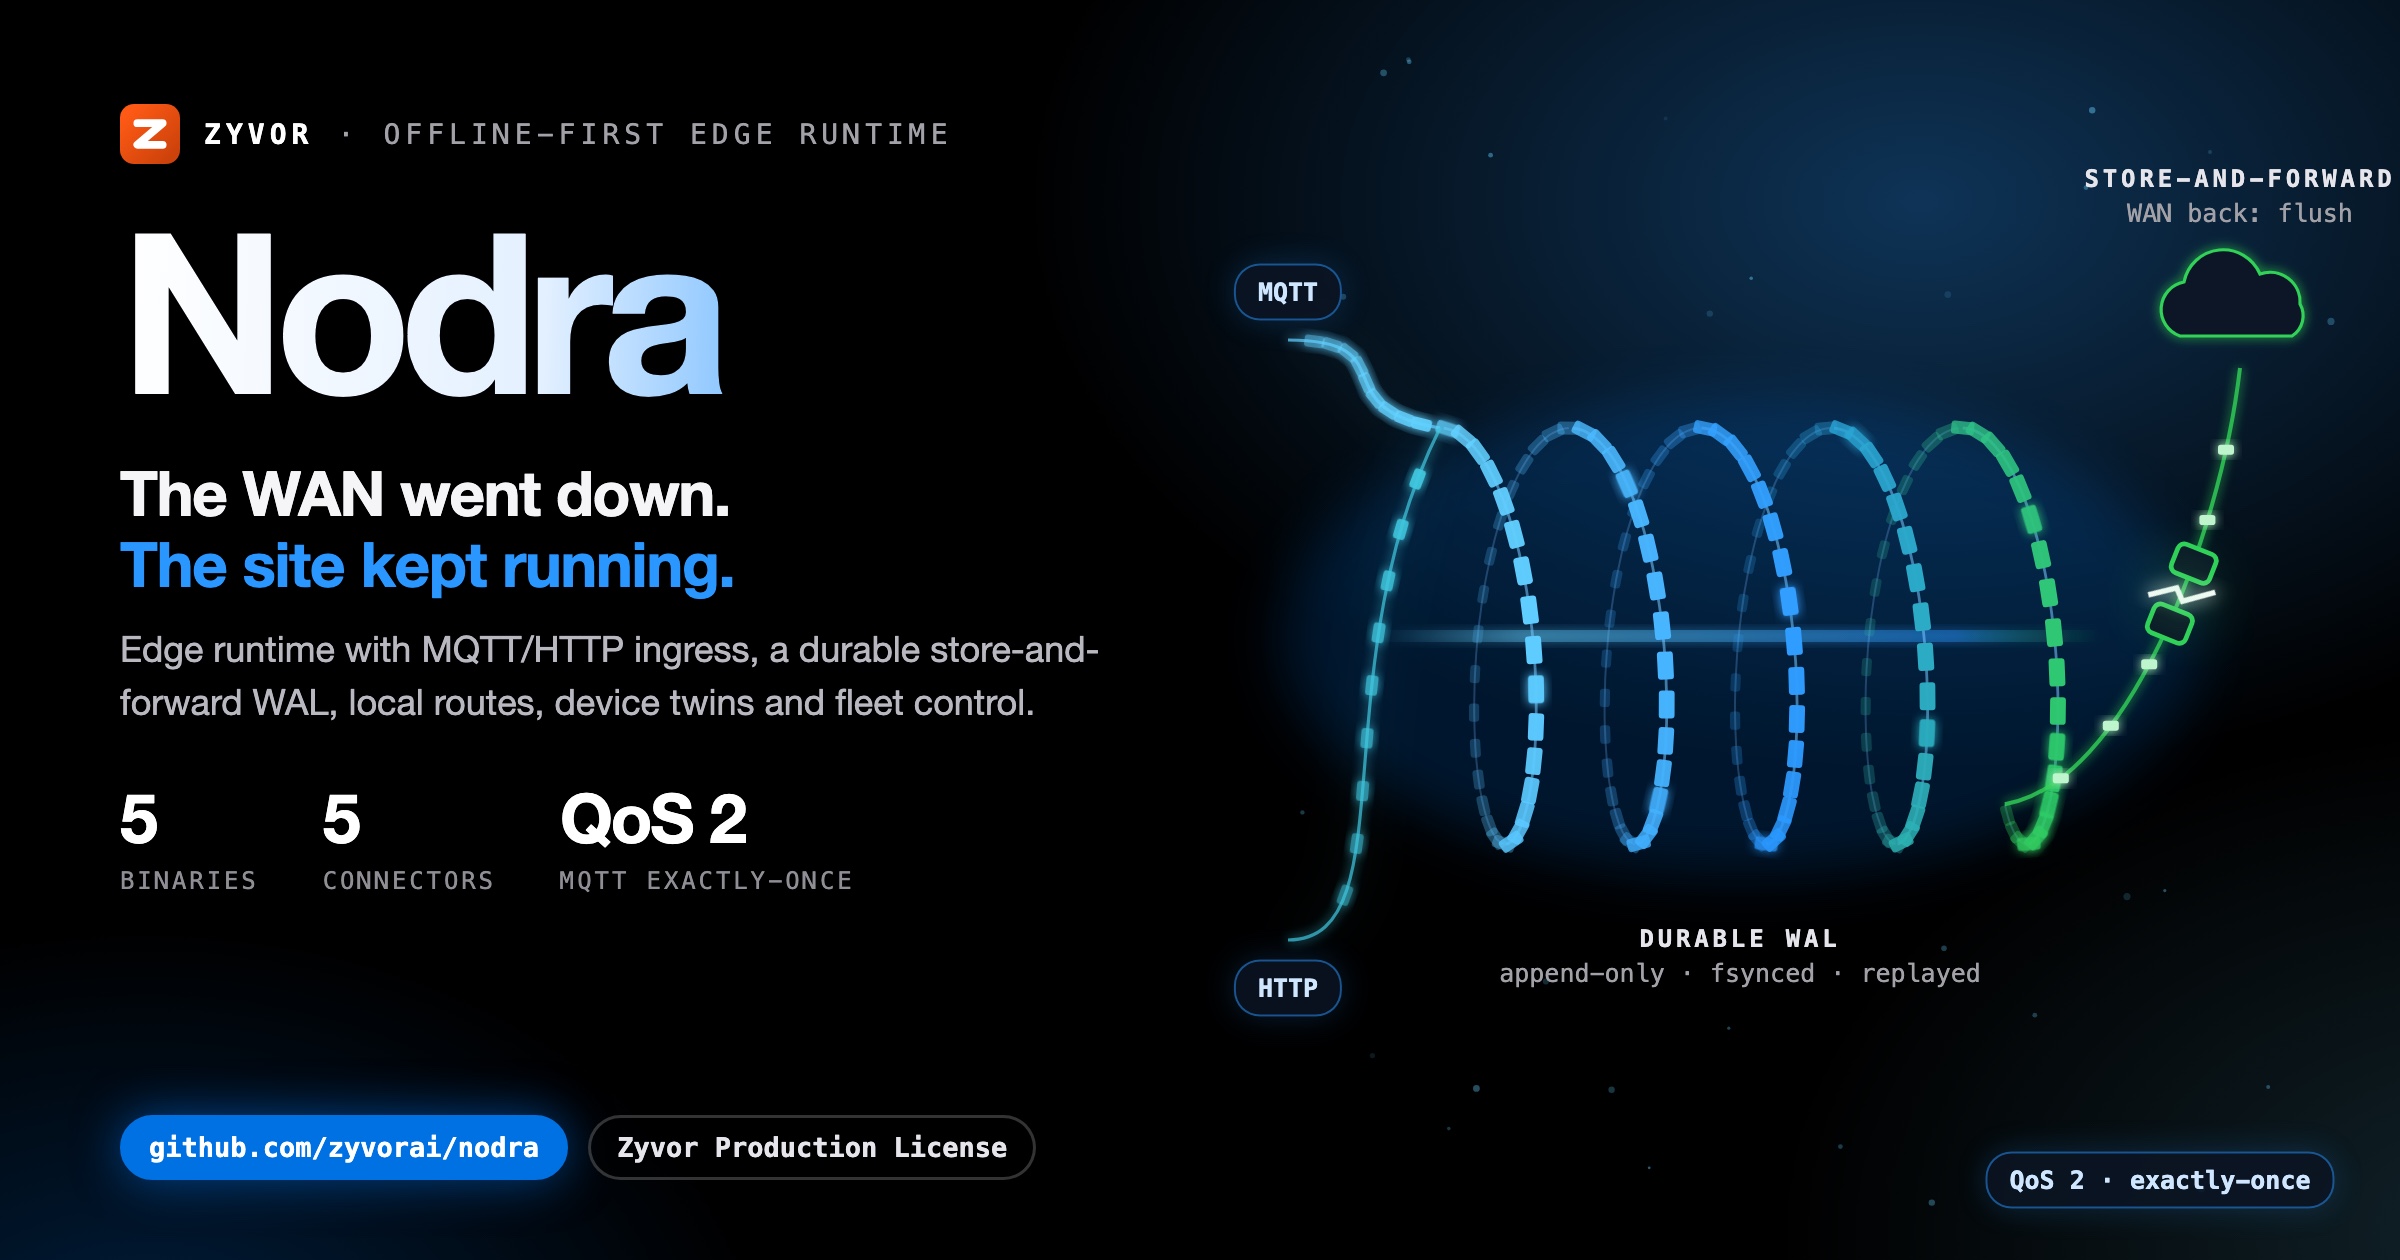 ZYVOR · OFFLINE-FIRST EDGE RUNTIME
Nodra
The WAN went down.
The site kept running.
Edge runtime with MQTT/HTTP ingress, a durable store-and-
forward WAL, local routes, device twins and fleet control.
5
BINARIES
5
CONNECTORS
QoS 2
MQTT EXACTLY-ONCE
github.com/zyvorai/nodra
Zyvor Production License
STORE-AND-FORWARD
WAN back: flush
MQTT
HTTP
DURABLE WAL
append-only · fsynced · replayed
QoS 2 · exactly-once